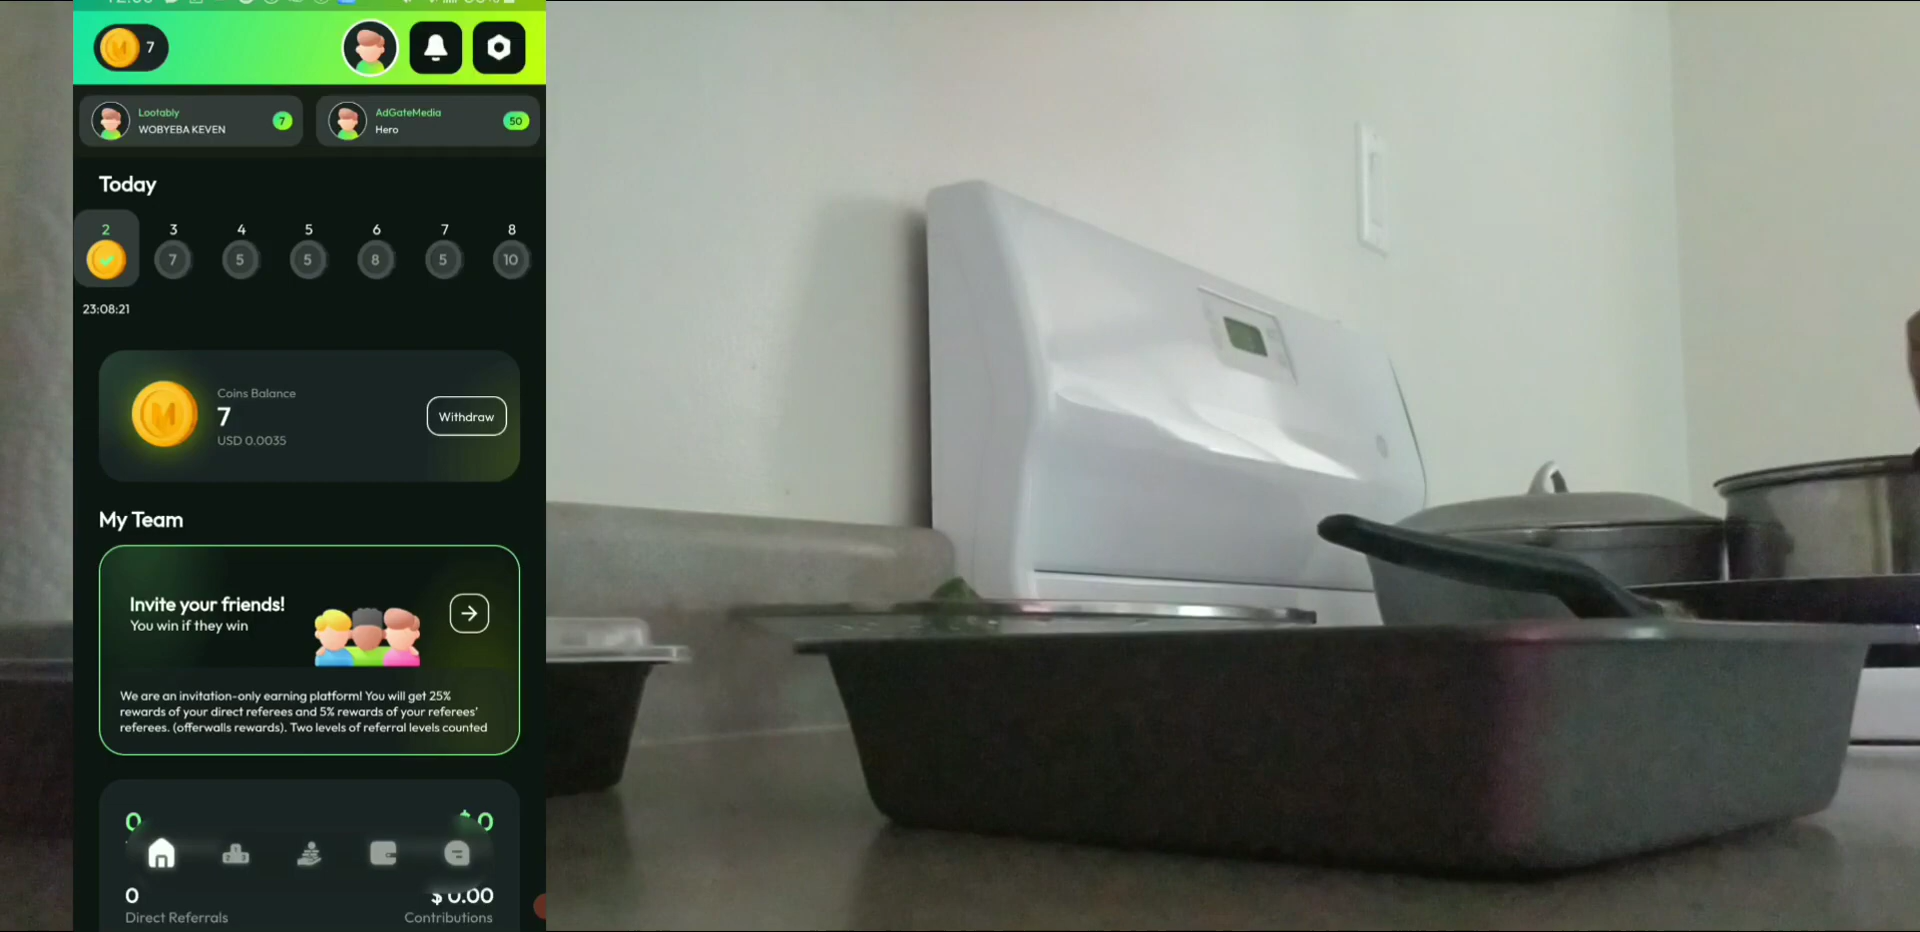 7
Lootably
WOBYEBA KEVEN
7
AdGateMedia
Hero
50
Today
2 3 4 5 6 7 8
7 5 5 8 5 10
23:08:21
Coins Balance
7
USD 0.0035
Withdraw
My Team
Invite your friends!
You win if they win
We are an invitation-only earning platform! You will get 25%
rewards of your direct referees and 5% rewards of your referees'
referees. (offerwalls rewards). Two levels of referral levels counted
0 $ 0
0 $ 0.00
Direct Referrals Contributions